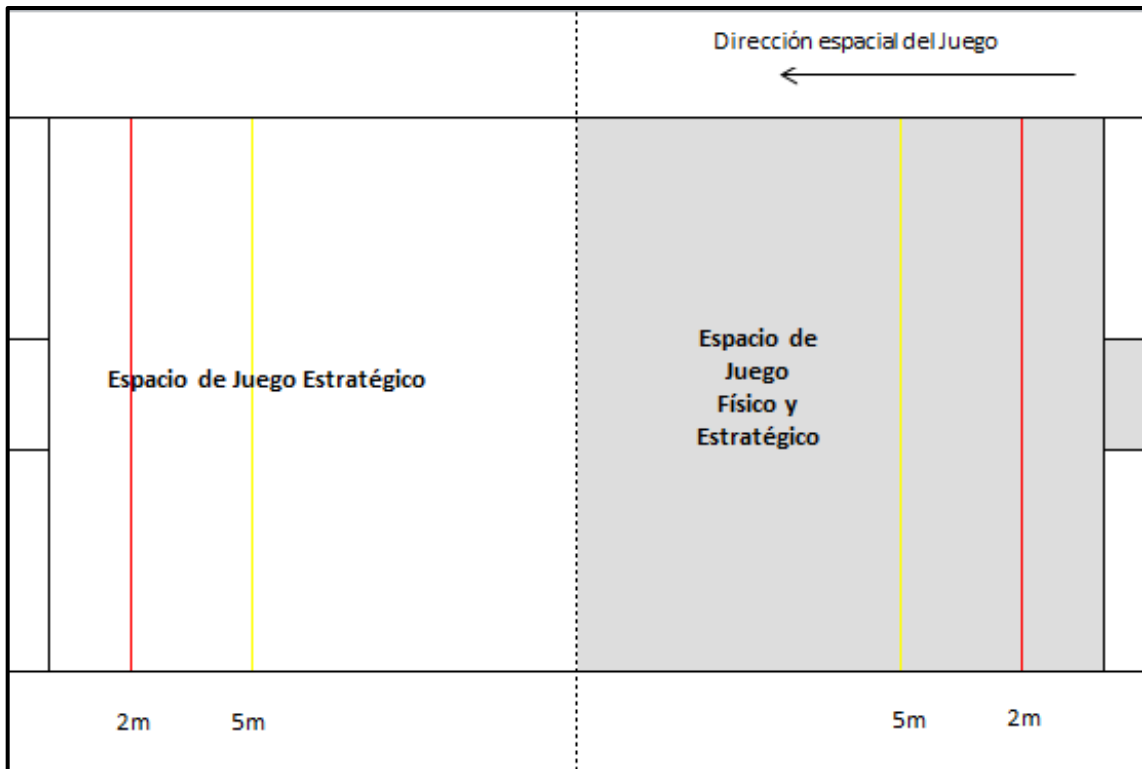 Dirección espacial del Juego
Espacio de Juego Estratégico
Espacio de
Juego
Físico y
Estratégico
2m
5m
5m
2m